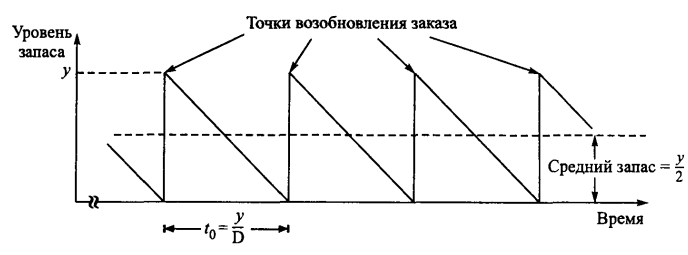 Точки возобновления заказа
Уровень
запаса
y
Средний запас = y/2
Время
t₀ = y/D